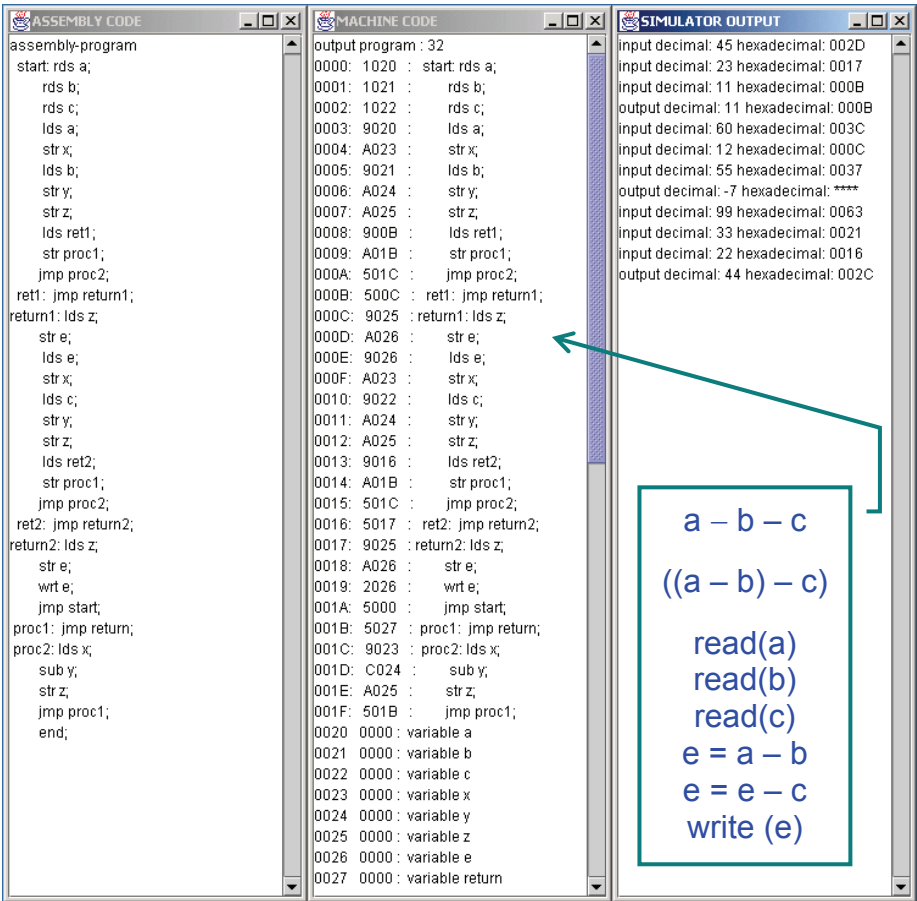 ASSEMBLY CODE
assembly-program
start: rds a;
rds b;
rds c;
lds a;
str x;
lds b;
str y;
str z;
lds ret1;
str proc1;
jmp proc2;
ret1: jmp return1;
return1: lds z;
str e;
lds e;
str x;
lds c;
str y;
str z;
lds ret2;
str proc1;
jmp proc2;
ret2: jmp return2;
return2: lds z;
str e;
wrt e;
jmp start;
proc1: jmp return;
proc2: lds x;
sub y;
str z;
jmp proc1;
end;
MACHINE CODE
output program : 32
0000: 1020 : start: rds a;
0001: 1021 : rds b;
0002: 1022 : rds c;
0003: 9020 : lds a;
0004: A023 : str x;
0005: 9021 : lds b;
0006: A024 : str y;
0007: A025 : str z;
0008: 900B : lds ret1;
0009: A01B : str proc1;
000A: 501C : jmp proc2;
000B: 500C : ret1: jmp return1;
000C: 9025 : return1: lds z;
000D: A026 : str e;
000E: 9026 : lds e;
000F: A023 : str x;
0010: 9022 : lds c;
0011: A024 : str y;
0012: A025 : str z;
0013: 9016 : lds ret2;
0014: A01B : str proc1;
0015: 501C : jmp proc2;
0016: 5017 : ret2: jmp return2;
0017: 9025 : return2: lds z;
0018: A026 : str e;
0019: 2026 : wrt e;
001A: 5000 : jmp start;
001B: 5027 : proc1: jmp return;
001C: 9023 : proc2: lds x;
001D: C024 : sub y;
001E: A025 : str z;
001F: 501B : jmp proc1;
0020 0000 : variable a
0021 0000 : variable b
0022 0000 : variable c
0023 0000 : variable x
0024 0000 : variable y
0025 0000 : variable z
0026 0000 : variable e
0027 0000 : variable return
SIMULATOR OUTPUT
input decimal: 45 hexadecimal: 002D
input decimal: 23 hexadecimal: 0017
input decimal: 11 hexadecimal: 000B
output decimal: 11 hexadecimal: 000B
input decimal: 60 hexadecimal: 003C
input decimal: 12 hexadecimal: 000C
input decimal: 55 hexadecimal: 0037
output decimal: -7 hexadecimal: ****
input decimal: 99 hexadecimal: 0063
input decimal: 33 hexadecimal: 0021
input decimal: 22 hexadecimal: 0016
output decimal: 44 hexadecimal: 002C
a – b – c
((a – b) – c)
read(a)
read(b)
read(c)
e = a – b
e = e – c
write (e)